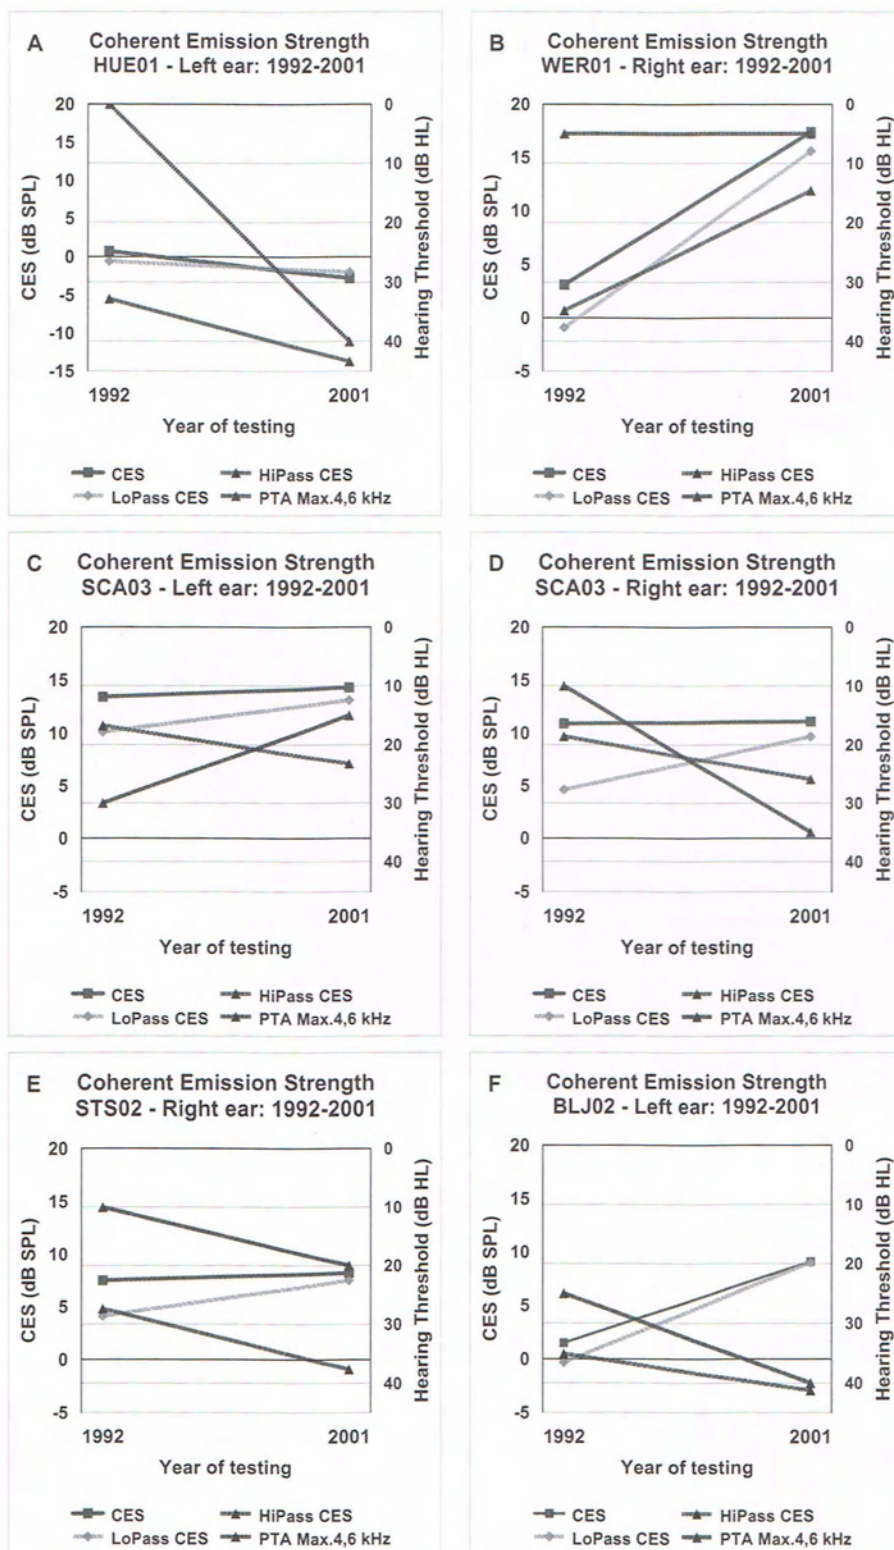 A
Coherent Emission Strength
HUE01 - Left ear: 1992-2001
20
15
10
5
0
-5
-10
-15
CES (dB SPL)
0
10
20
30
40
Hearing Threshold (dB HL)
1992
2001
Year of testing
CES
HiPass CES
LoPass CES
PTA Max.4,6 kHz
B
Coherent Emission Strength
WER01 - Right ear: 1992-2001
20
15
10
5
0
-5
CES (dB SPL)
0
10
20
30
40
Hearing Threshold (dB HL)
1992
2001
Year of testing
CES
HiPass CES
LoPass CES
PTA Max.4,6 kHz
C
Coherent Emission Strength
SCA03 - Left ear: 1992-2001
20
15
10
5
0
-5
CES (dB SPL)
0
10
20
30
40
Hearing Threshold (dB HL)
1992
2001
Year of testing
CES
HiPass CES
LoPass CES
PTA Max.4,6 kHz
D
Coherent Emission Strength
SCA03 - Right ear: 1992-2001
20
15
10
5
0
-5
CES (dB SPL)
0
10
20
30
40
Hearing Threshold (dB HL)
1992
2001
Year of testing
CES
HiPass CES
LoPass CES
PTA Max.4,6 kHz
E
Coherent Emission Strength
STS02 - Right ear: 1992-2001
20
15
10
5
0
-5
CES (dB SPL)
0
10
20
30
40
Hearing Threshold (dB HL)
1992
2001
Year of testing
CES
HiPass CES
LoPass CES
PTA Max.4,6 kHz
F
Coherent Emission Strength
BLJ02 - Left ear: 1992-2001
20
15
10
5
0
-5
CES (dB SPL)
0
10
20
30
40
Hearing Threshold (dB HL)
1992
2001
Year of testing
CES
HiPass CES
LoPass CES
PTA Max.4,6 kHz